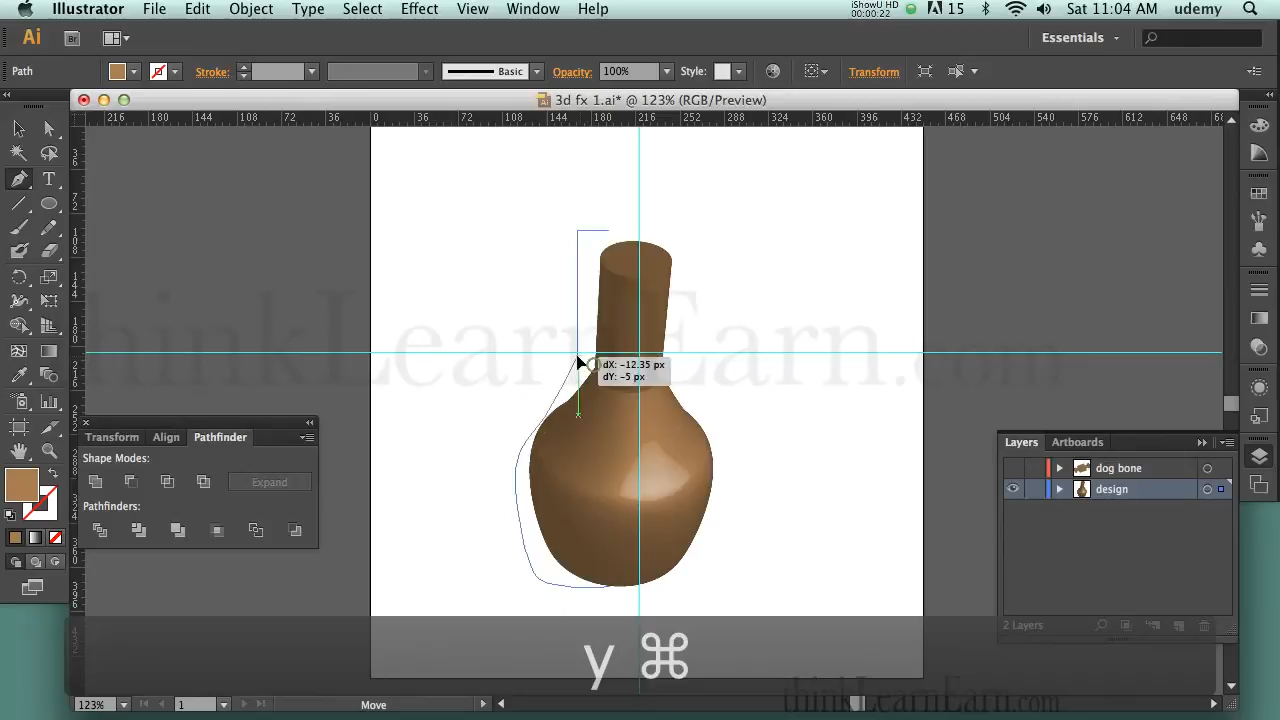 Illustrator File Edit Object Type Select Effect View Window Help iShowU HD 00:00:22 15 Sat 11:04 AM udemy
Ai Br Essentials
Path Stroke: Basic Opacity: 100% Style: Transform
3d fx 1.ai* @ 123% (RGB/Preview)
216 180 144 108 72 36 0 36 72 108 144 180 216 252 288 324 360 396 432 468 504 540 576 612 648
thinkLearnEarn.com
dX: -12.35 px
dY: -5 px
Transform Align Pathfinder
Shape Modes:
Expand
Pathfinders:
Layers Artboards
dog bone
design
2 Layers
y ⌘
thinkLearnEarn.com
123% 1 Move